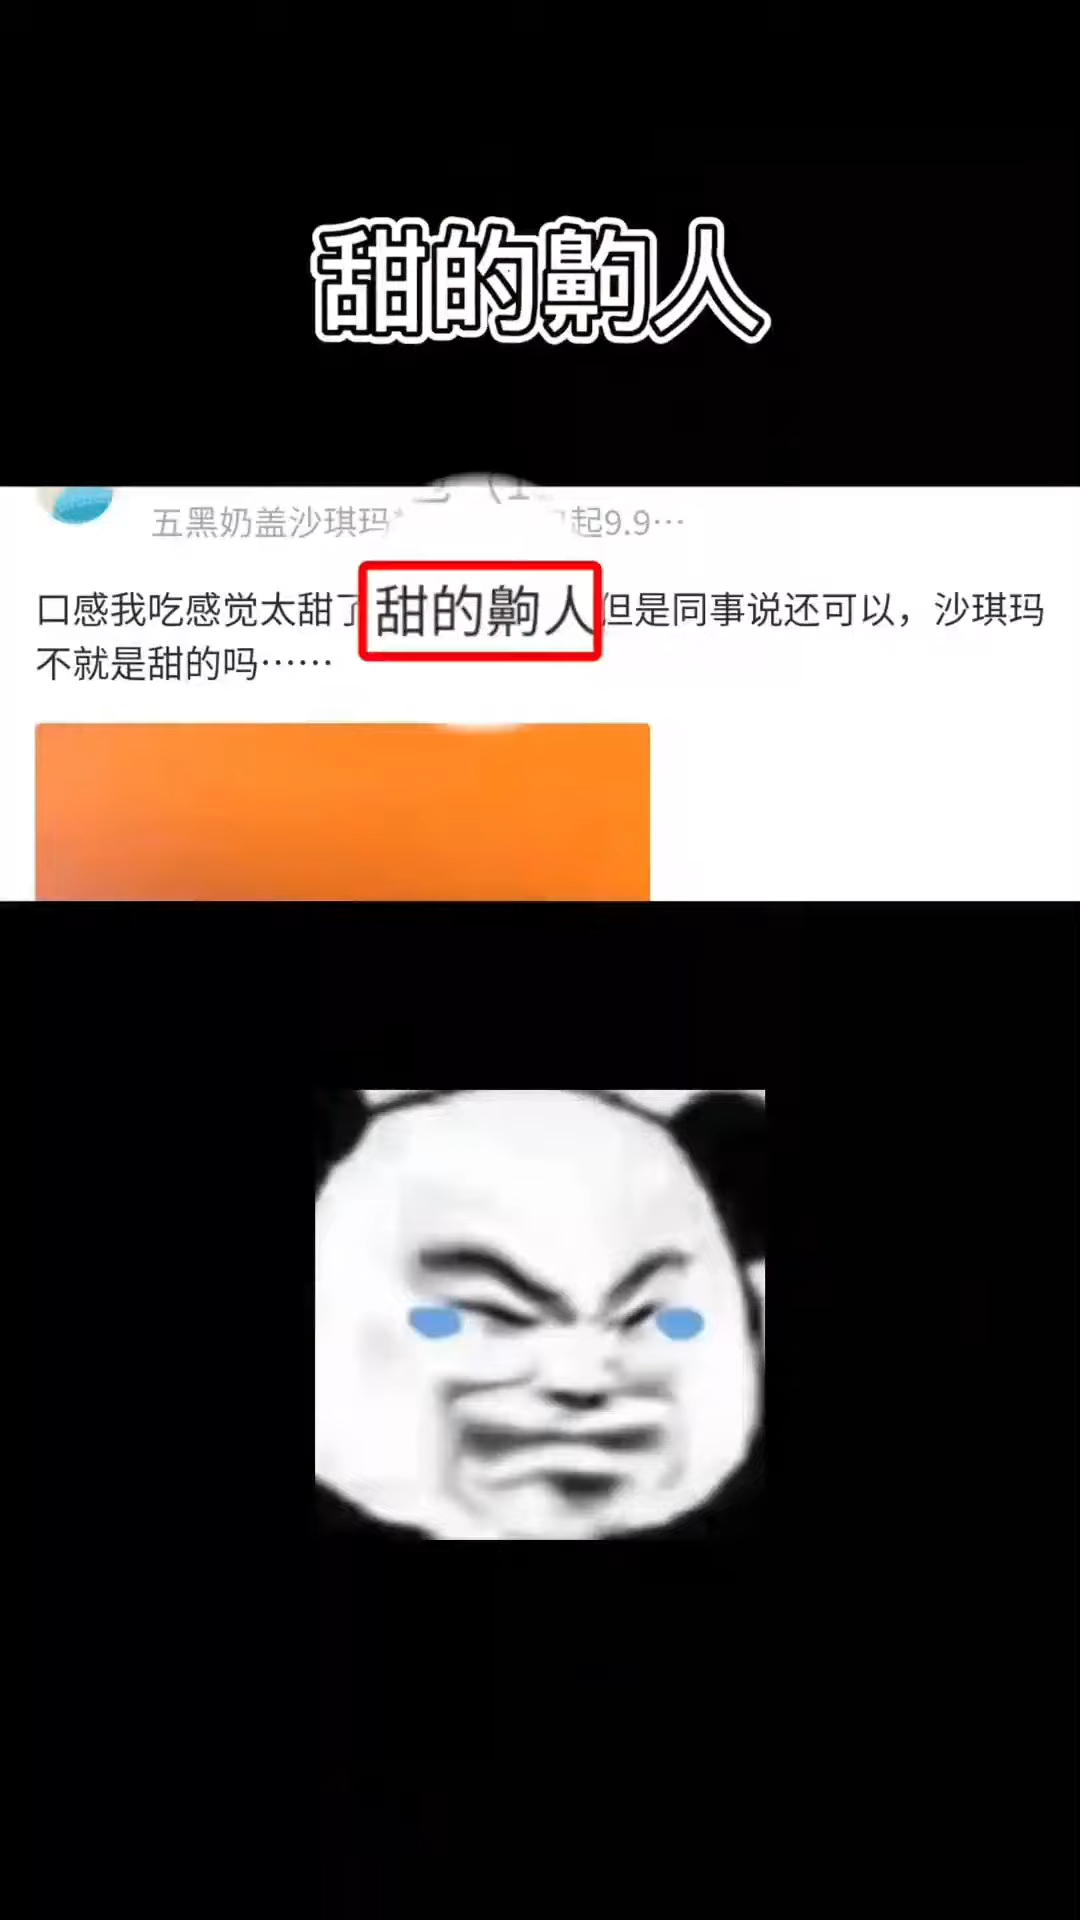 甜的齁人
五黑奶盖沙琪玛 起9.9…
口感我吃感觉太甜了 甜的齁人 但是同事说还可以，沙琪玛
不就是甜的吗……